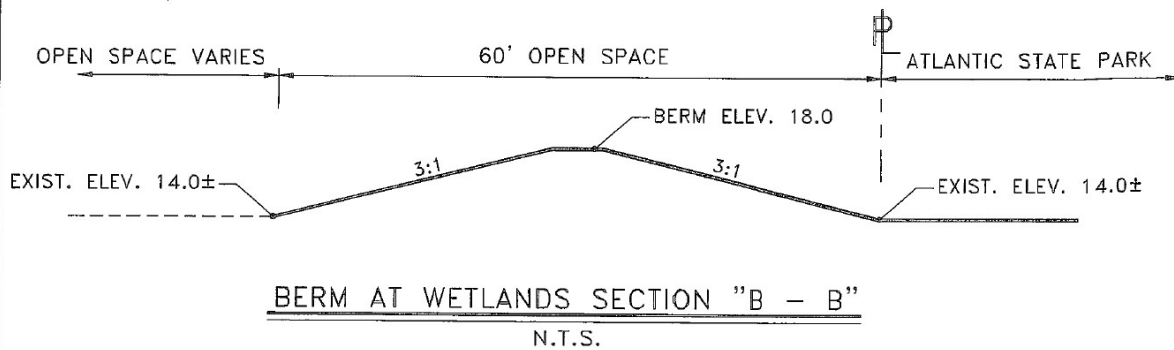 OPEN SPACE VARIES
60' OPEN SPACE
P
ATLANTIC STATE PARK
BERM ELEV. 18.0
3:1
3:1
EXIST. ELEV. 14.0±
EXIST. ELEV. 14.0±
BERM AT WETLANDS SECTION "B - B"
N.T.S.